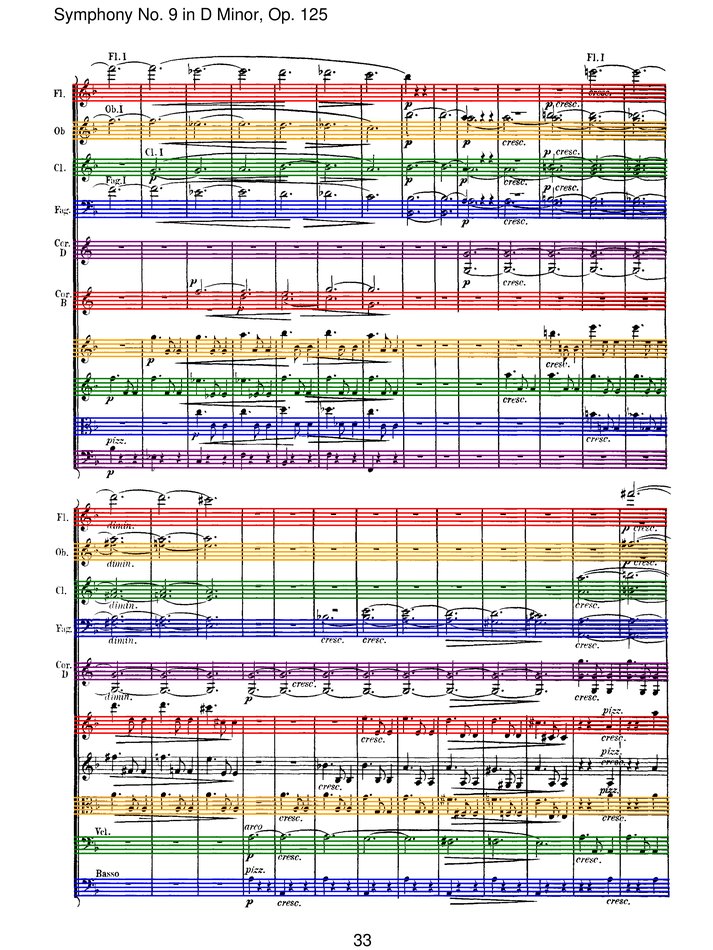 Symphony No. 9 in D Minor, Op. 125
Fl. I Fl. I
Fl. cresc.
Ob. I p p cresc.
Ob
Cl. I p cresc. p cresc.
Cl.
Fag. I p cresc. p cresc.
Fag.
p cresc.
Cor. D
p cresc.
p
Cor. B
p
p cresc.
p cresc.
p cresc.
pizz.
p
Fl.
dimin. p cresc.
Ob.
dimin. p cresc.
Cl.
dimin. cresc.
Fag.
dimin. cresc. cresc. cresc.
Cor. D
cresc.
dimin. p cresc.
pizz.
cresc. cresc.
pizz.
cresc.
cresc.
pizz.
cresc. cresc.
Vcl. arco
p cresc. cresc.
Basso pizz.
p cresc. cresc.
33